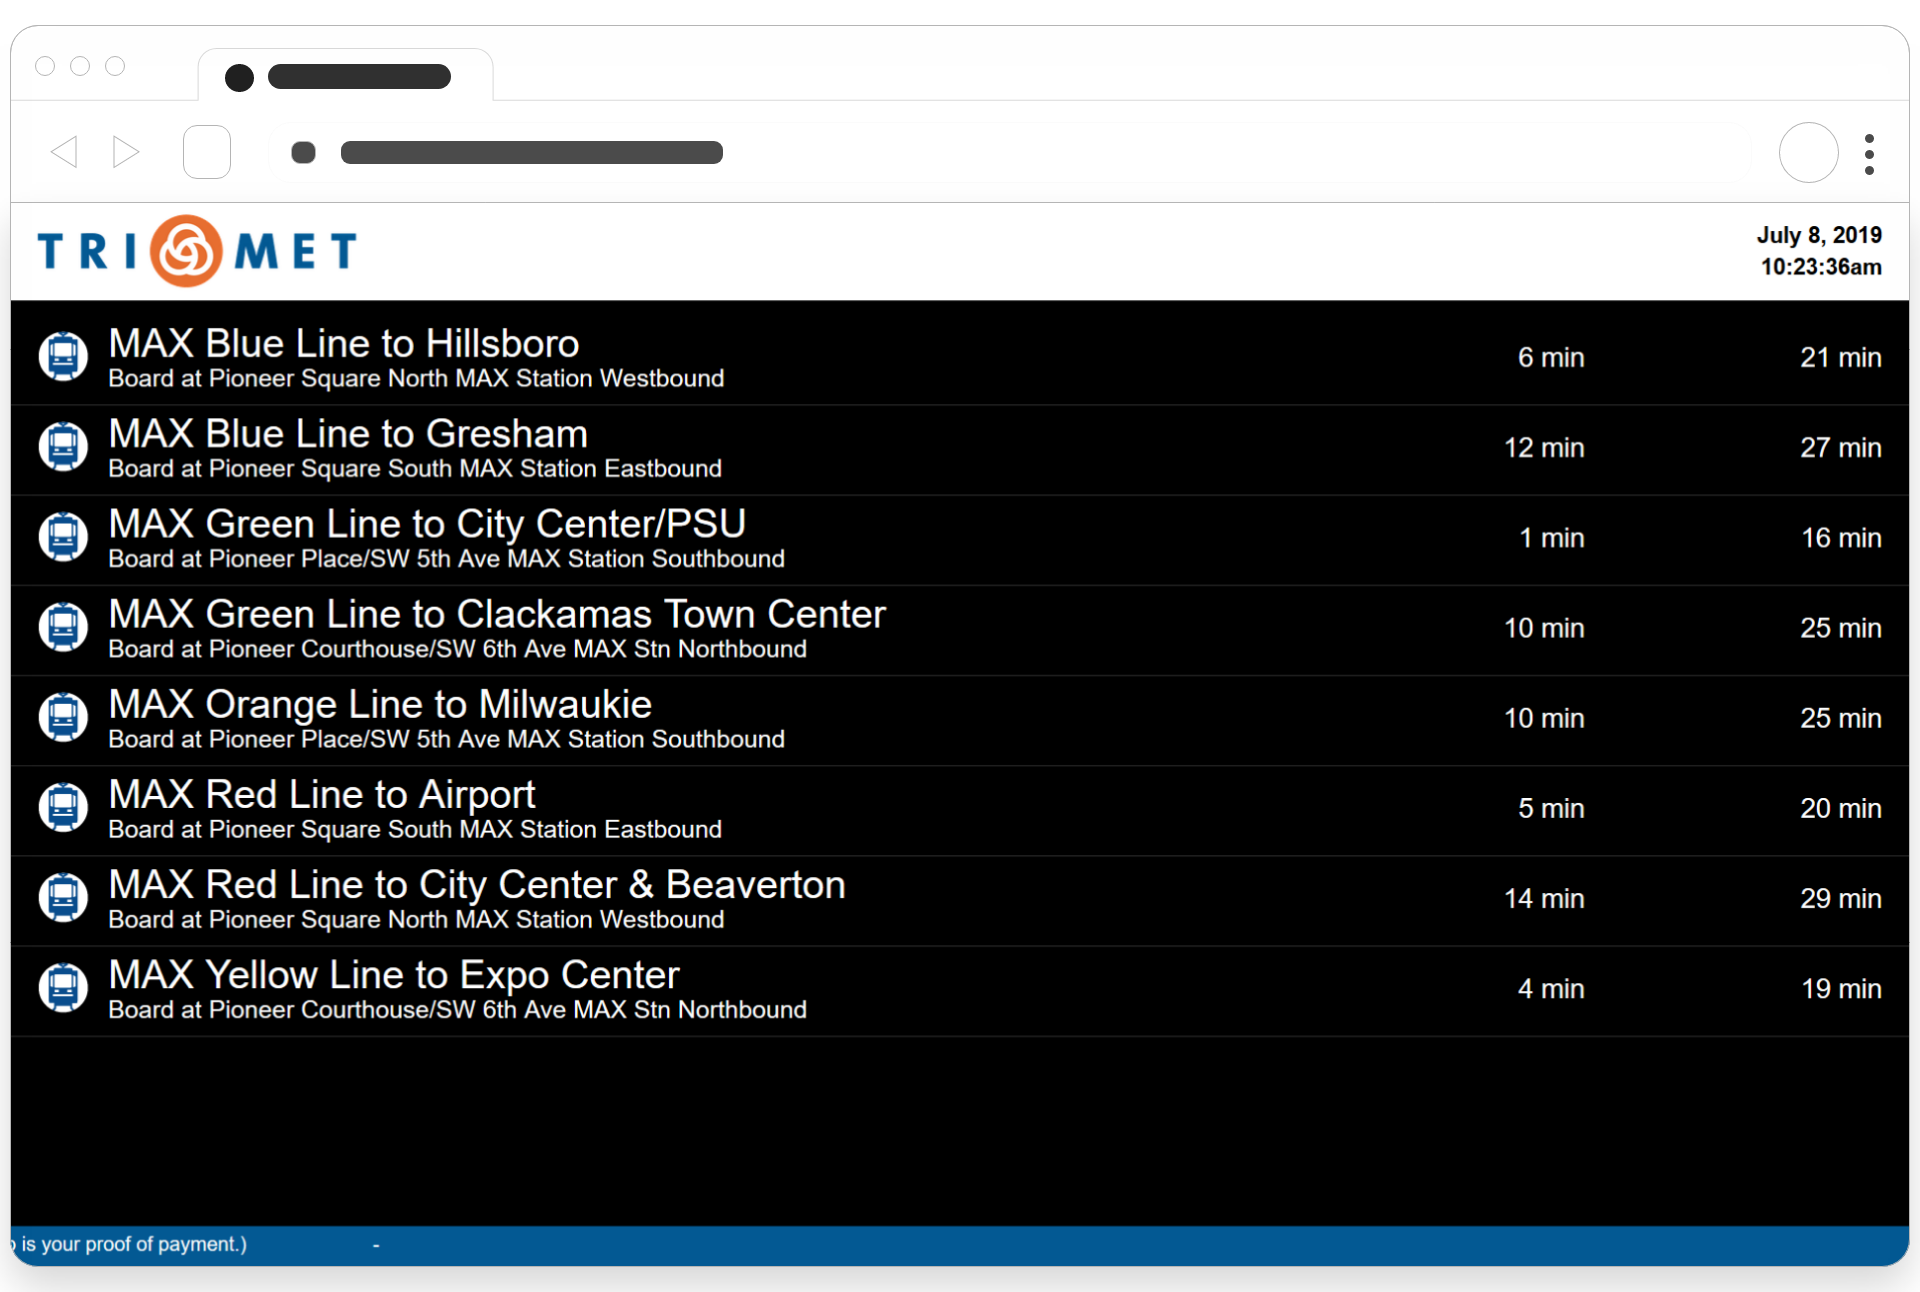 TRI MET
July 8, 2019
10:23:36am
MAX Blue Line to Hillsboro
Board at Pioneer Square North MAX Station Westbound
6 min 21 min
MAX Blue Line to Gresham
Board at Pioneer Square South MAX Station Eastbound
12 min 27 min
MAX Green Line to City Center/PSU
Board at Pioneer Place/SW 5th Ave MAX Station Southbound
1 min 16 min
MAX Green Line to Clackamas Town Center
Board at Pioneer Courthouse/SW 6th Ave MAX Stn Northbound
10 min 25 min
MAX Orange Line to Milwaukie
Board at Pioneer Place/SW 5th Ave MAX Station Southbound
10 min 25 min
MAX Red Line to Airport
Board at Pioneer Square South MAX Station Eastbound
5 min 20 min
MAX Red Line to City Center & Beaverton
Board at Pioneer Square North MAX Station Westbound
14 min 29 min
MAX Yellow Line to Expo Center
Board at Pioneer Courthouse/SW 6th Ave MAX Stn Northbound
4 min 19 min
is your proof of payment.) -